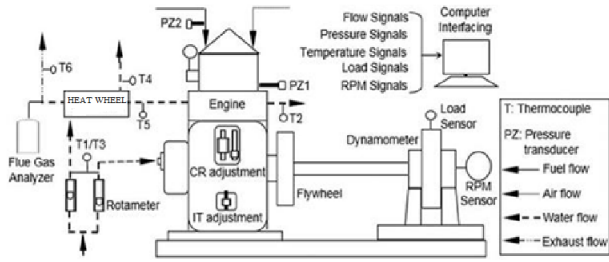 PZ2
Flow Signals
Pressure Signals
Temperature Signals
Load Signals
RPM Signals
Computer
Interfacing
T6
T4
HEAT WHEEL
T5
PZ1
Engine
T2
Flue Gas
Analyzer
T1/T3
Rotameter
CR adjustment
IT adjustment
Flywheel
Dynamometer
Load
Sensor
RPM
Sensor
T: Thermocouple
PZ: Pressure
transducer
Fuel flow
Air flow
Water flow
Exhaust flow